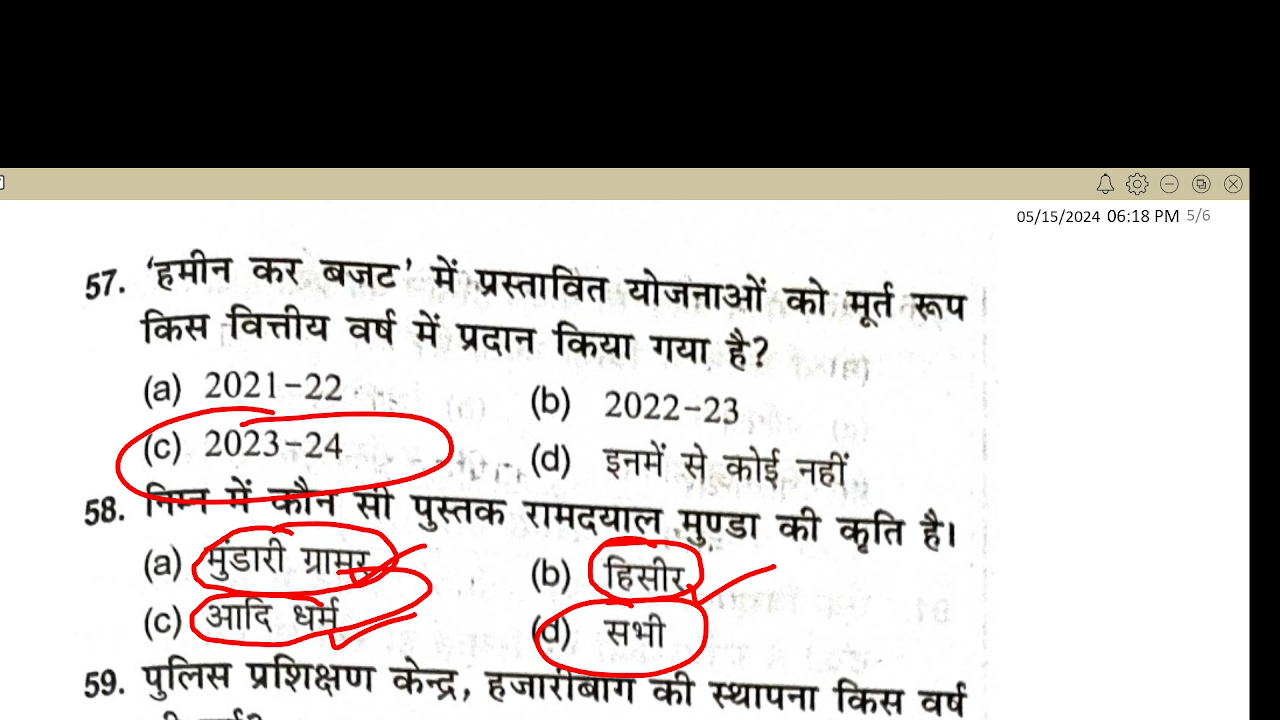 05/15/2024 06:18 PM 5/6
57. 'हमीन कर बजट' में प्रस्तावित योजनाओं को मूर्त रूप
किस वित्तीय वर्ष में प्रदान किया गया है?
(a) 2021-22 (b) 2022-23
(c) 2023-24 (d) इनमें से कोई नहीं
58. निम्न में कौन सी पुस्तक रामदयाल मुण्डा की कृति है।
(a) मुंडारी ग्रामर (b) हिसीर
(c) आदि धर्म (d) सभी
59. पुलिस प्रशिक्षण केन्द्र, हजारीबाग की स्थापना किस वर्ष